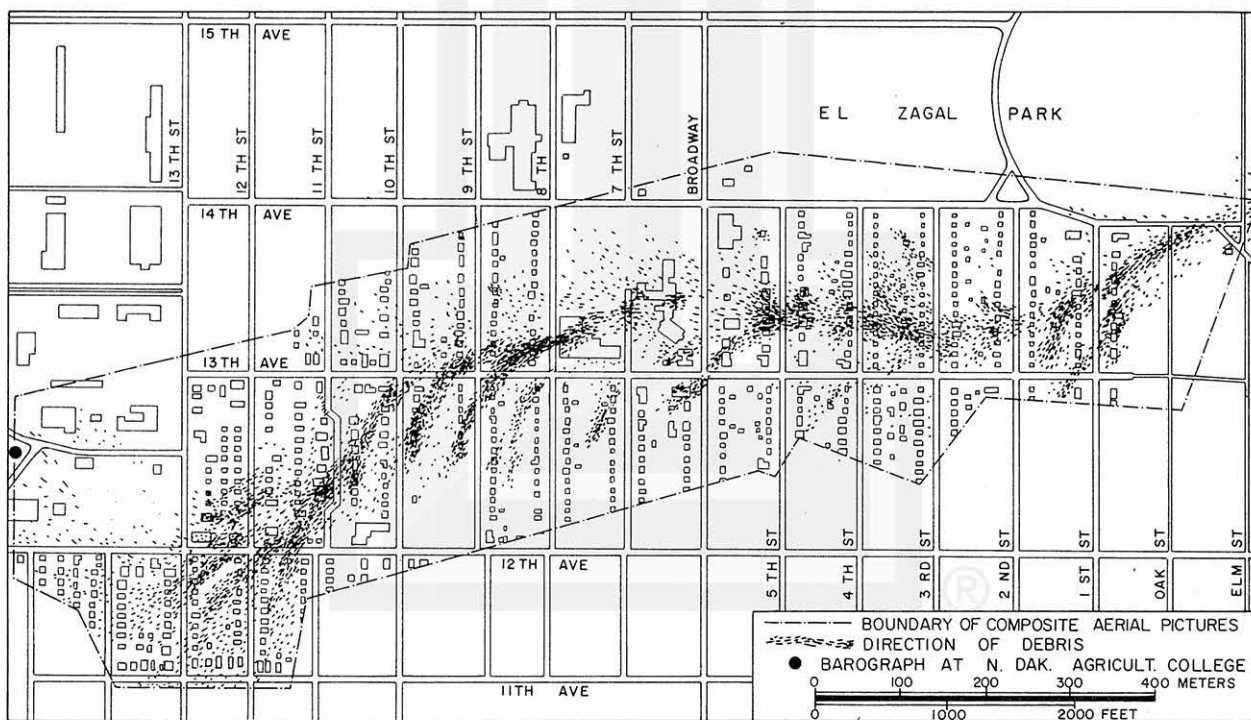 15 TH AVE
EL ZAGAL PARK
13 TH ST
12 TH ST
11 TH ST
10 TH ST
9 TH ST
8 TH
7 TH ST
BROADWAY
14 TH AVE
13 TH AVE
12 TH AVE
5 TH ST
4 TH ST
3 RD ST
2 ND ST
1 ST ST
OAK ST
ELM ST
®
BOUNDARY OF COMPOSITE AERIAL PICTURES
DIRECTION OF DEBRIS
BAROGRAPH AT N. DAK. AGRICULT. COLLEGE
0 100 200 300 400 METERS
11 TH AVE
0 1000 2000 FEET